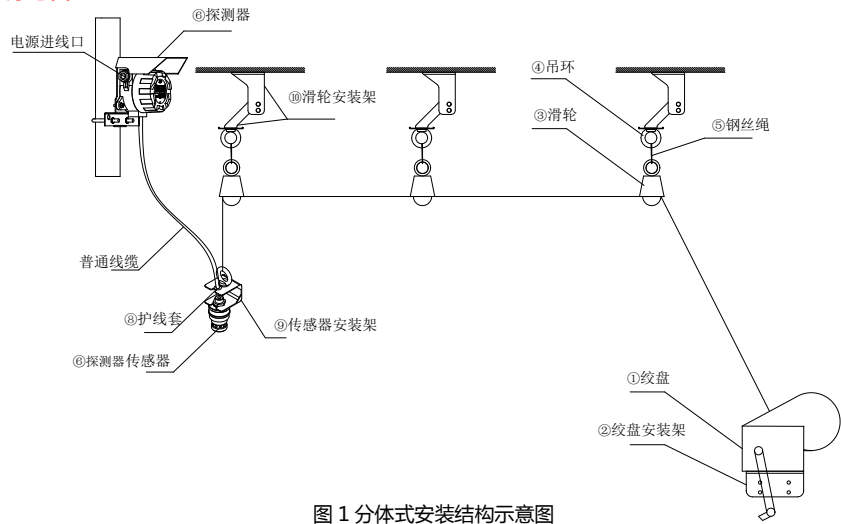 ⑥探测器
电源进线口
④吊环
⑩滑轮安装架
③滑轮
⑤钢丝绳
普通线缆
⑧护线套
⑨传感器安装架
⑥探测器传感器
①绞盘
②绞盘安装架
图 1 分体式安装结构示意图